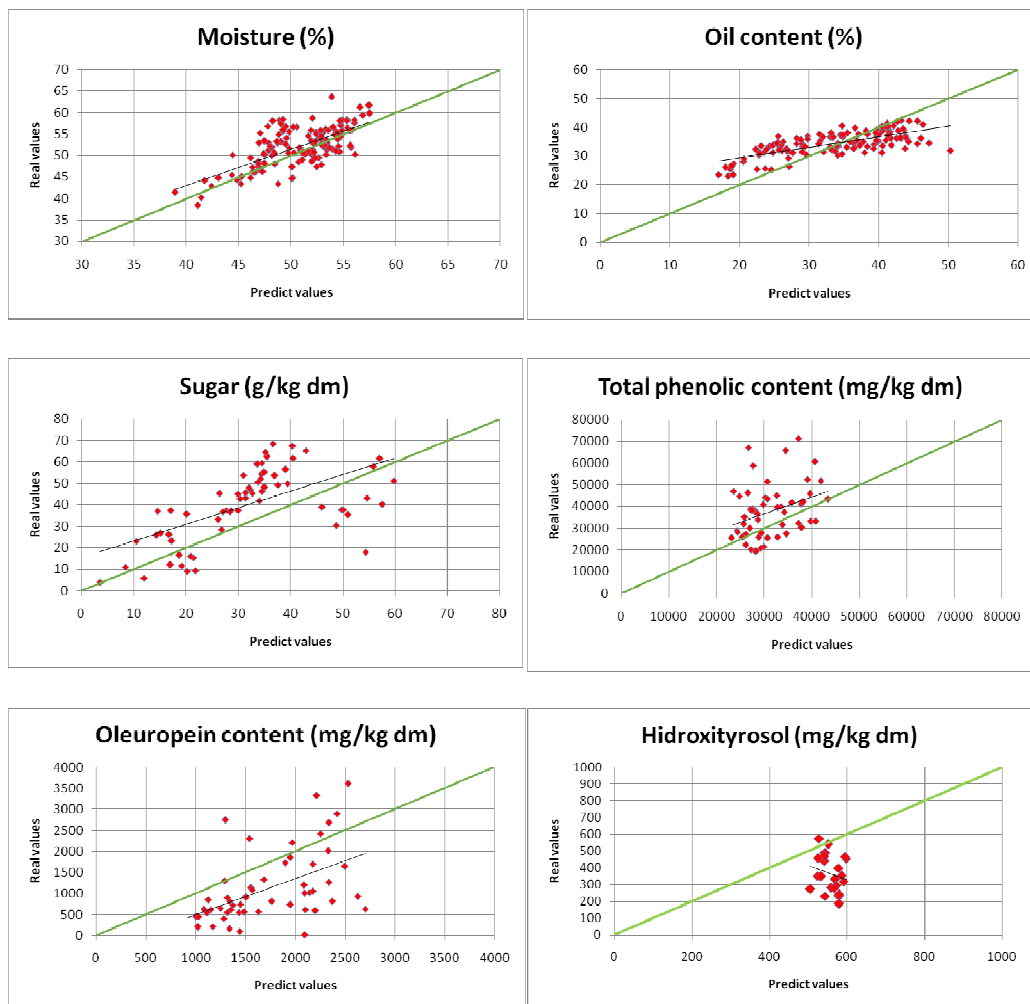 Moisture (%)
Real values
70
65
60
55
50
45
40
35
30
30 35 40 45 50 55 60 65 70
Predict values
Oil content (%)
Real values
60
50
40
30
20
10
0
0 10 20 30 40 50 60
Predict values
Sugar (g/kg dm)
Real values
80
70
60
50
40
30
20
10
0
0 10 20 30 40 50 60 70 80
Predict values
Total phenolic content (mg/kg dm)
Real values
80000
70000
60000
50000
40000
30000
20000
10000
0
0 10000 20000 30000 40000 50000 60000 70000 80000
Predict values
Oleuropein content (mg/kg dm)
Real values
4000
3500
3000
2500
2000
1500
1000
500
0
0 500 1000 1500 2000 2500 3000 3500 4000
Predict values
Hidroxityrosol (mg/kg dm)
Real values
1000
900
800
700
600
500
400
300
200
100
0
0 200 400 600 800 1000
Predict values